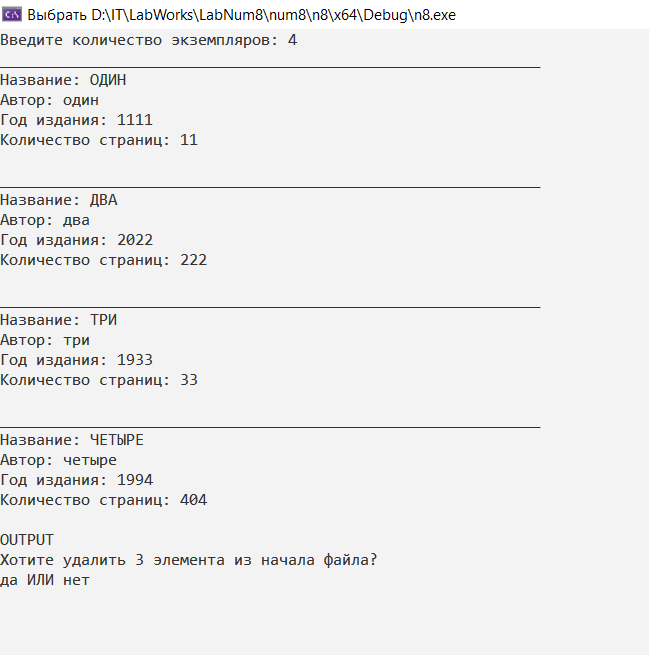 Выбрать D:\IT\LabWorks\LabNum8\num8\n8\x64\Debug\n8.exe
Введите количество экземпляров: 4
____________________________________________________________
Название: ОДИН
Автор: один
Год издания: 1111
Количество страниц: 11
____________________________________________________________
Название: ДВА
Автор: два
Год издания: 2022
Количество страниц: 222
____________________________________________________________
Название: ТРИ
Автор: три
Год издания: 1933
Количество страниц: 33
____________________________________________________________
Название: ЧЕТЫРЕ
Автор: четыре
Год издания: 1994
Количество страниц: 404
OUTPUT
Хотите удалить 3 элемента из начала файла?
да ИЛИ нет